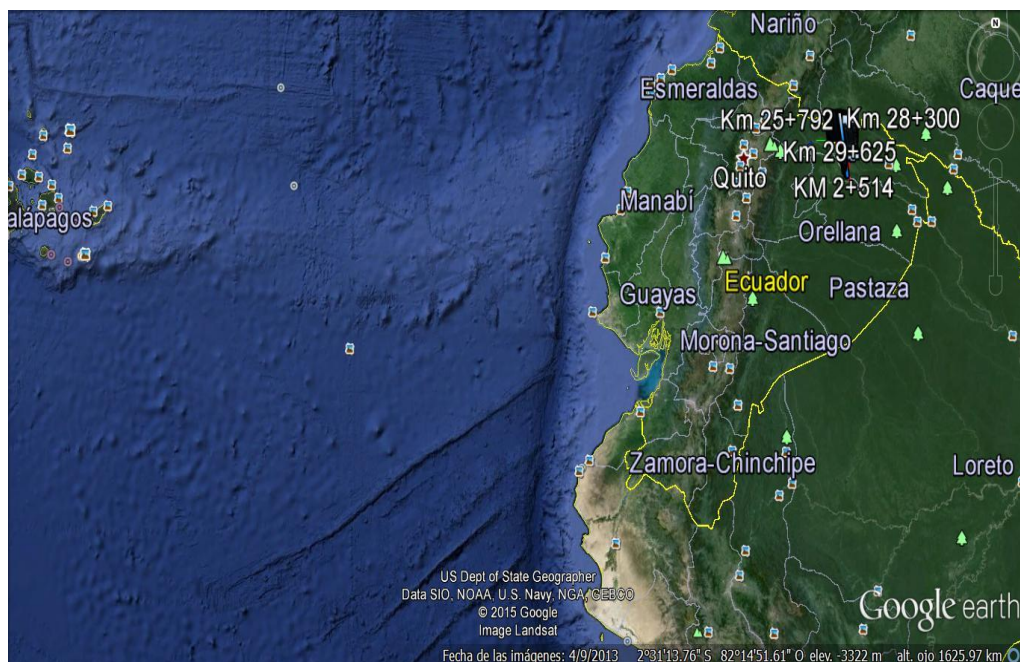 Nariño
Esmeraldas
Caque
Km 25+792
Km 28+300
Km 29+625
Quito
KM 2+514
Manabí
alápagos
Orellana
Ecuador
Pastaza
Guayas
Morona-Santiago
Zamora-Chinchipe
Loreto
US Dept of State Geographer
Data SIO, NOAA, U.S. Navy, NGA, GEBCO
© 2015 Google
Image Landsat
Google earth
Fecha de las imágenes: 4/9/2013 2°31'13.76" S 82°14'51.61" O elev. -3322 m alt. ojo 1625.97 km
N